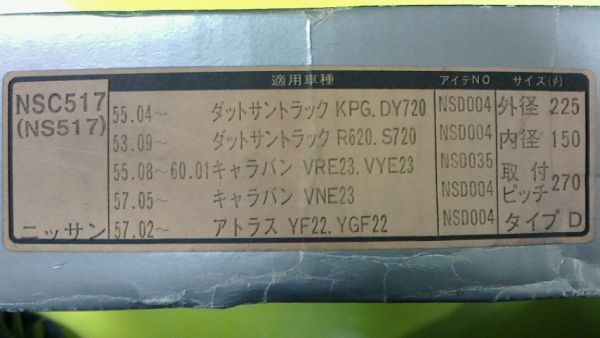 適用車種 アイテNO サイズ(φ)
NSC517
(NS517)
ニッサン
55.04~ ダットサントラック KPG.DY720 NSD004
53.09~ ダットサントラック R620.S720 NSD004
55.08~60.01 キャラバン VRE23.VYE23 NSD035
57.05~ キャラバン VNE23 NSD004
57.02~ アトラス YF22.YGF22 NSD004
外径 225
内径 150
取付
ピッチ 270
タイプ D